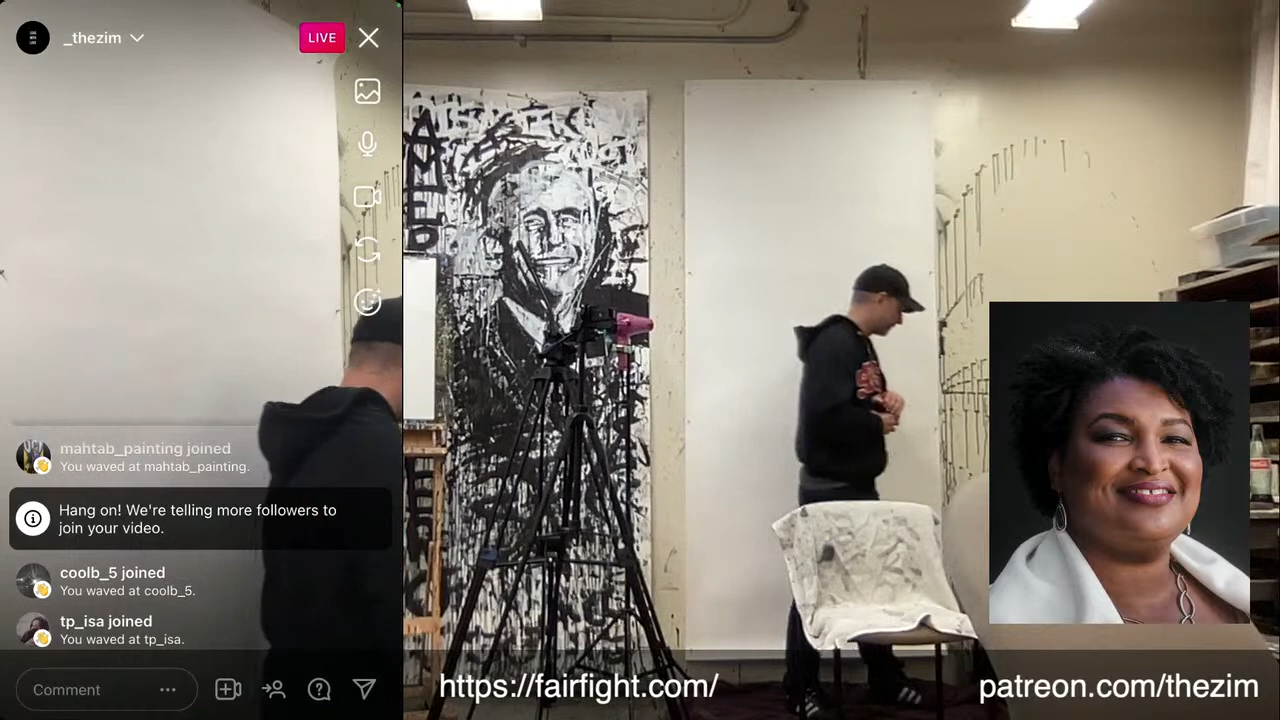 _thezim
LIVE
mahtab_painting joined
You waved at mahtab_painting.
Hang on! We're telling more followers to
join your video.
coolb_5 joined
You waved at coolb_5.
tp_isa joined
You waved at tp_isa.
Comment
https://fairfight.com/
patreon.com/thezim